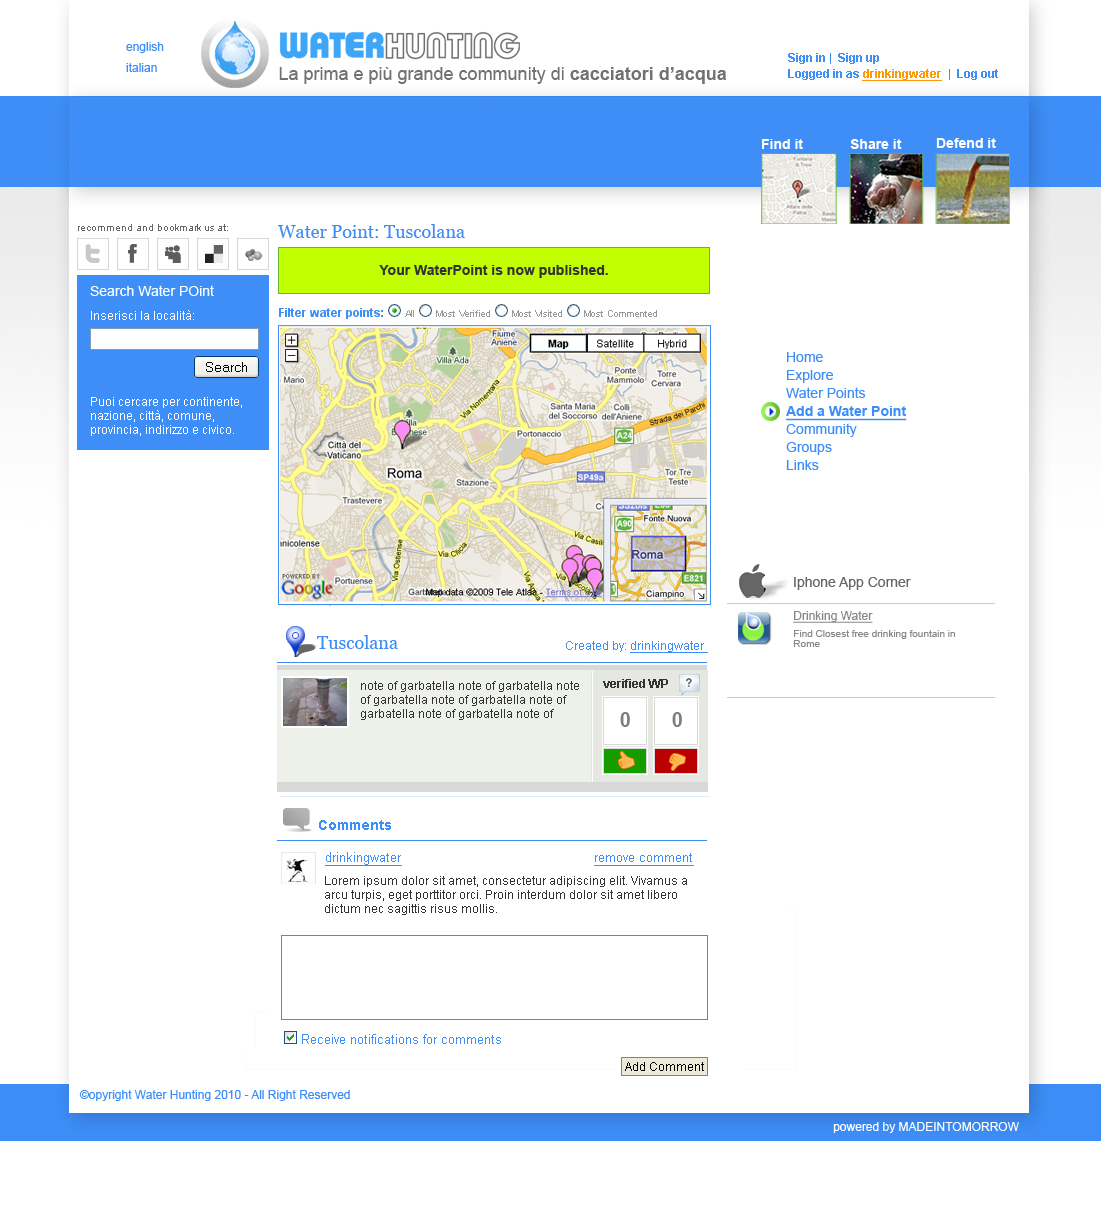 english
italian
WATERHUNTING
La prima e più grande community di cacciatori d'acqua
Sign in | Sign up
Logged in as drinkingwater | Log out
Find it
Share it
Defend it
recommend and bookmark us at:
Search Water POint
Inserisci la località:
Search
Puoi cercare per continente,
nazione, città, comune,
provincia, indirizzo e civico.
Water Point: Tuscolana
Your WaterPoint is now published.
Filter water points: All Most Verified Most Visited Most Commented
Map Satellite Hybrid
Fiume
Aniene
Villa Ada
Mario
Ponte
Mammolo
Torre
Cervara
Via Nomentana
Santa Maria
del Soccorso
Colli
dell'Aniene
Strada dei Parchi
Portonaccio
A24
Città del
Vaticano
Roma
Stazione
SP49a
Tor Tre
Teste
Trastevere
nicolense
Via Ostense
Via Cilicia
Via Casili
Portuense
POWERED BY
Google
Map data ©2009 Tele Atlas - Terms of
A90
Fonte Nuova
Roma
E821
Ciampino
Home
Explore
Water Points
Add a Water Point
Community
Groups
Links
Iphone App Corner
Drinking Water
Find Closest free drinking fountain in
Rome
Tuscolana
Created by: drinkingwater
note of garbatella note of garbatella note
of garbatella note of garbatella note of
garbatella note of garbatella note of
verified WP ?
0 0
Comments
drinkingwater remove comment
Lorem ipsum dolor sit amet, consectetur adipiscing elit. Vivamus a
arcu turpis, eget porttitor orci. Proin interdum dolor sit amet libero
dictum nec sagittis risus mollis.
Receive notifications for comments
Add Comment
©opyright Water Hunting 2010 - All Right Reserved
powered by MADEINTOMORROW